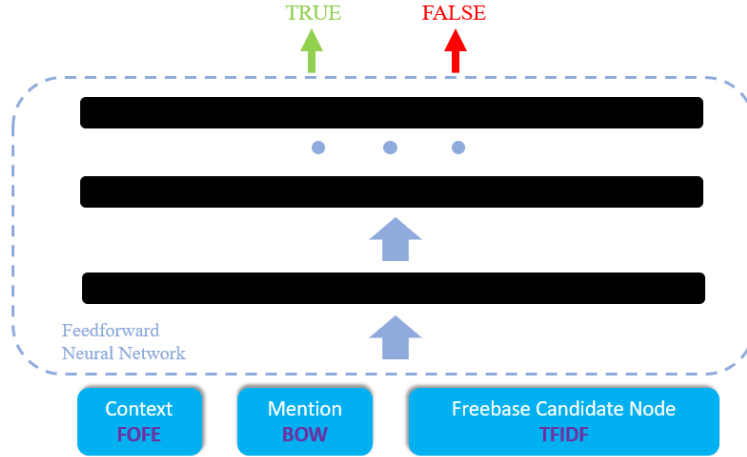 TRUE
FALSE
Feedforward
Neural Network
Context
FOFE
Mention
BOW
Freebase Candidate Node
TFIDF